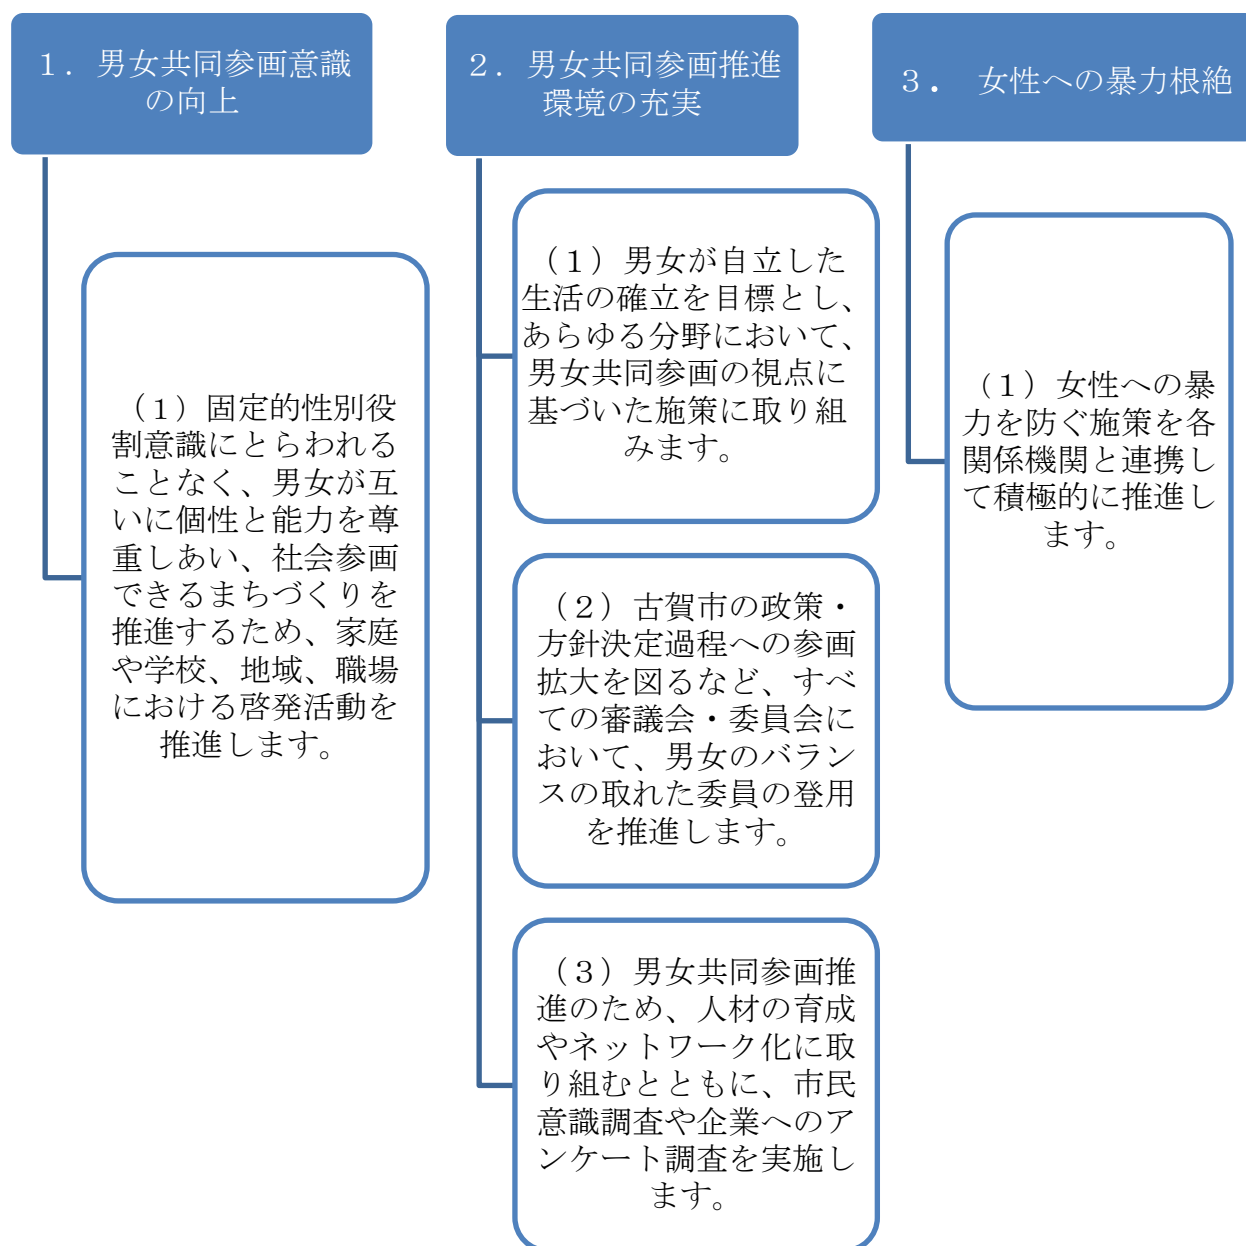 １．男女共同参画意識
の向上
（１）固定的性別役
割意識にとらわれる
ことなく、男女が互
いに個性と能力を尊
重しあい、社会参画
できるまちづくりを
推進するため、家庭
や学校、地域、職場
における啓発活動を
推進します。
２．男女共同参画推進
環境の充実
（１）男女が自立した
生活の確立を目標とし、
あらゆる分野において、
男女共同参画の視点に
基づいた施策に取り組
みます。
（２）古賀市の政策・
方針決定過程への参画
拡大を図るなど、すべ
ての審議会・委員会に
おいて、男女のバラン
スの取れた委員の登用
を推進します。
（３）男女共同参画推
進のため、人材の育成
やネットワーク化に取
り組むとともに、市民
意識調査や企業へのア
ンケート調査を実施し
ます。
３． 女性への暴力根絶
（１）女性への暴
力を防ぐ施策を各
関係機関と連携し
て積極的に推進し
ます。